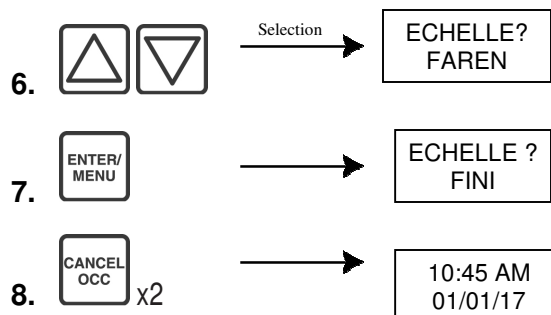 6.
Selection
ECHELLE?
FAREN
7.
ENTER/
MENU
ECHELLE ?
FINI
8.
CANCEL
OCC
x2
10:45 AM
01/01/17